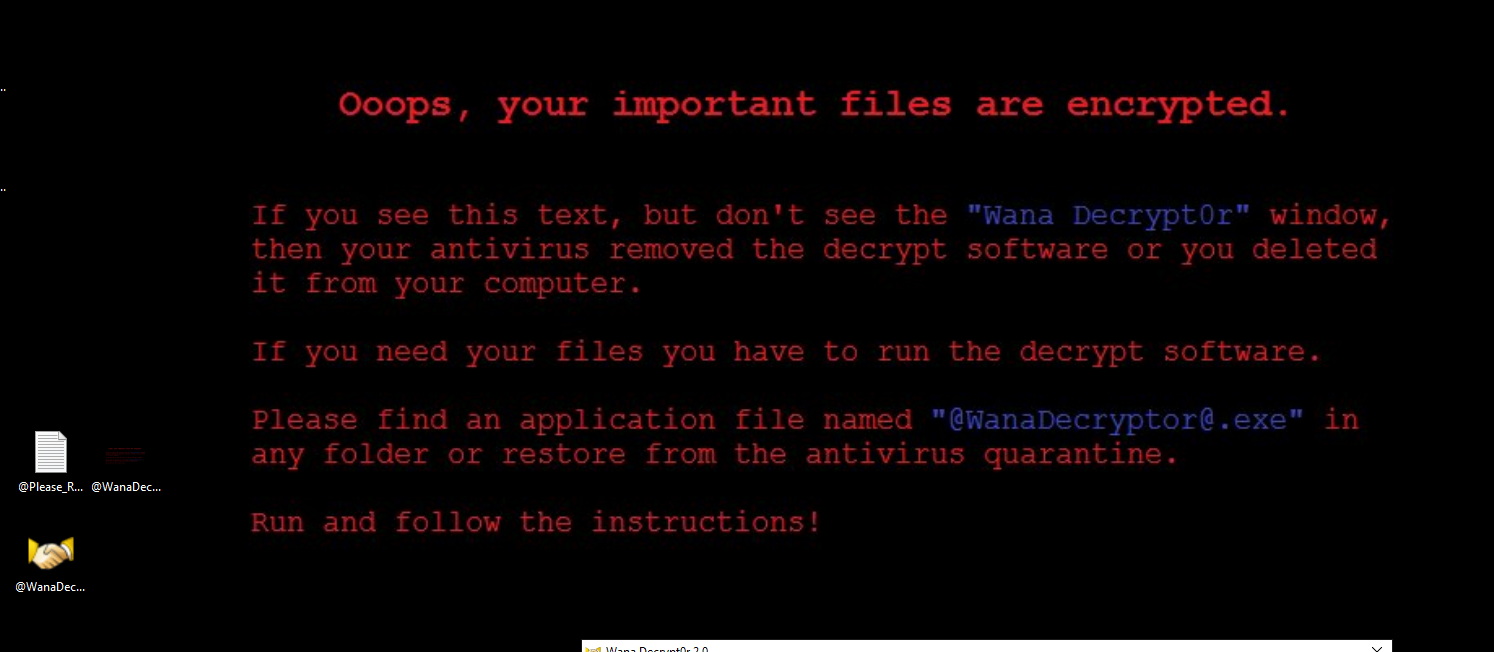 Ooops, your important files are encrypted.
If you see this text, but don't see the "Wana Decrypt0r" window,
then your antivirus removed the decrypt software or you deleted
it from your computer.
If you need your files you have to run the decrypt software.
Please find an application file named "@WanaDecryptor@.exe" in
any folder or restore from the antivirus quarantine.
Run and follow the instructions!
@Please_R... @WanaDec...
@WanaDec...
Wana Decrypt0r 2.0